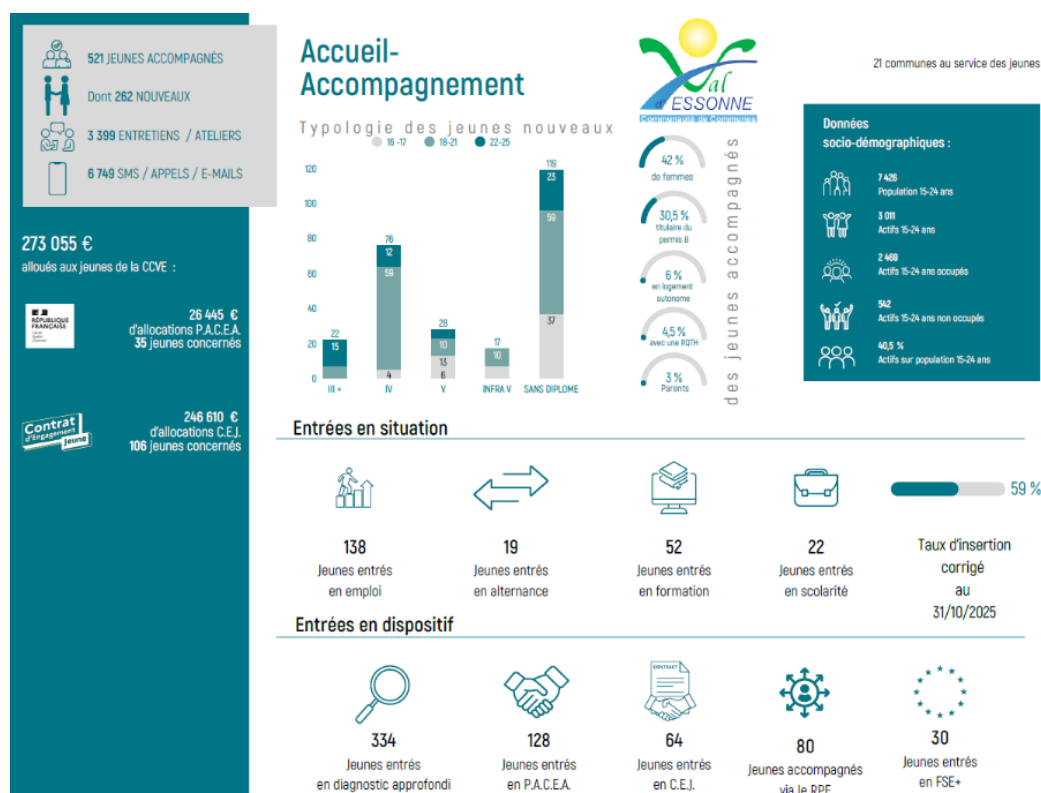 521 JEUNES ACCOMPAGNÉS
Dont 262 NOUVEAUX
3 399 ENTRETIENS / ATELIERS
6 749 SMS / APPELS / E-MAILS
273 055 €
alloués aux jeunes de la CCVE :
RÉPUBLIQUE
FRANÇAISE
26 445 €
d'allocations P.A.C.E.A.
35 jeunes concernés
Contrat
d'Engagement
Jeune
246 610 €
d'allocations C.E.J.
106 jeunes concernés
Accueil-
Accompagnement
Typologie des jeunes nouveaux
16 -17
18-21
22-25
120
100
80
60
40
20
0
22
15
76
12
59
4
28
10
13
6
17
10
119
23
59
37
III +
IV
V
INFRA V
SANS DIPLOME
Val
d'ESSONNE
Communauté de Communes
42 %
de femmes
30,5 %
titulaire du
permis B
6 %
en logement
autonome
4,5 %
avec une RQTH
3 %
Parents
des jeunes accompagnés
21 communes au service des jeunes
Données
socio-démographiques :
7 426
Population 15-24 ans
3 011
Actifs 15-24 ans
2 469
Actifs 15-24 ans occupés
542
Actifs 15-24 ans non occupés
40,5 %
Actifs sur population 15-24 ans
Entrées en situation
138
Jeunes entrés
en emploi
19
Jeunes entrés
en alternance
52
Jeunes entrés
en formation
22
Jeunes entrés
en scolarité
59 %
Taux d'insertion
corrigé
au
31/10/2025
Entrées en dispositif
334
Jeunes entrés
en diagnostic approfondi
128
Jeunes entrés
en P.A.C.E.A.
CONTRACT
64
Jeunes entrés
en C.E.J.
80
Jeunes accompagnés
via le RPE
30
Jeunes entrés
en FSE+